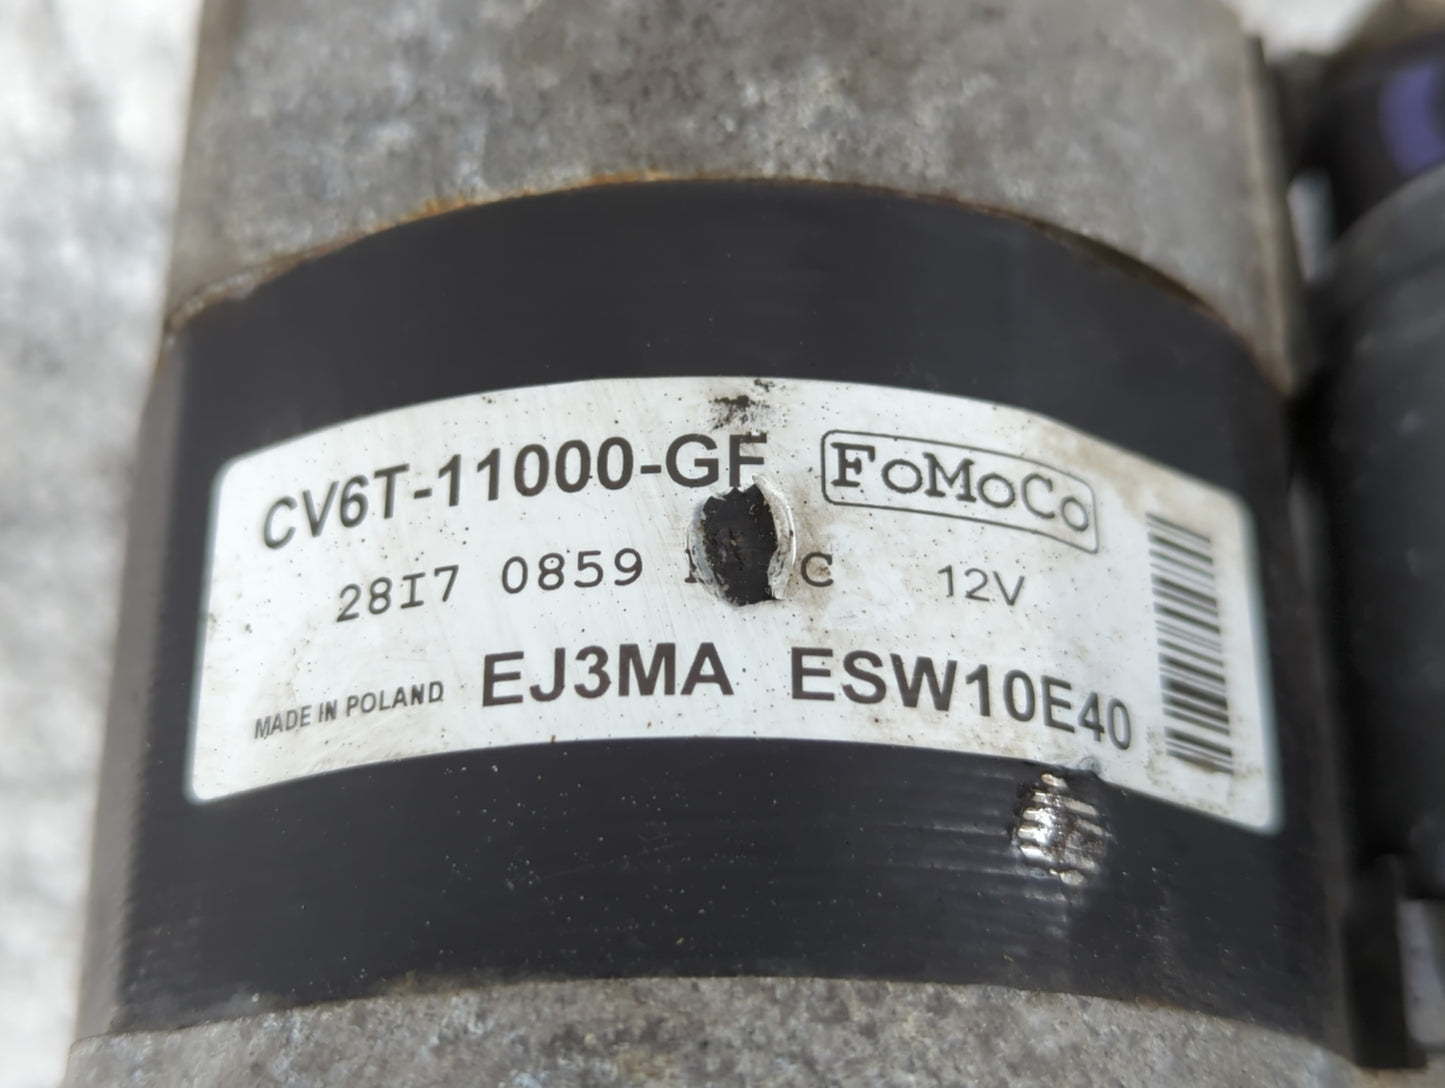 CV6T-11000-GF FoMoCo
28I7 0859 C 12V
MADE IN POLAND EJ3MA ESW10E40